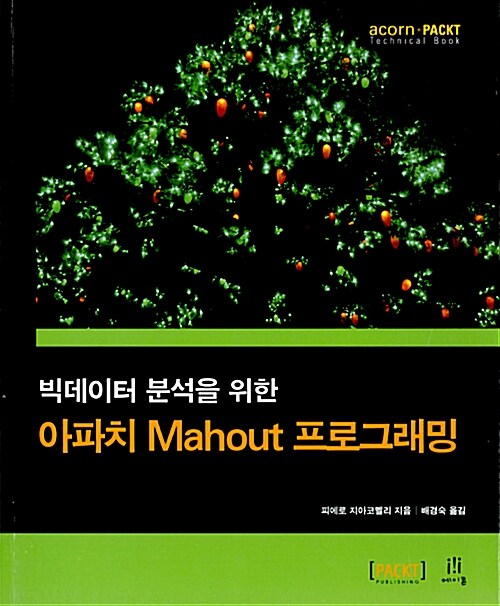 acorn·PACKT
Technical Book
빅데이터 분석을 위한
아파치 Mahout 프로그래밍
피에로 지아코멜리 지음 | 배경숙 옮김
[PACKT]
PUBLISHING
에이콘